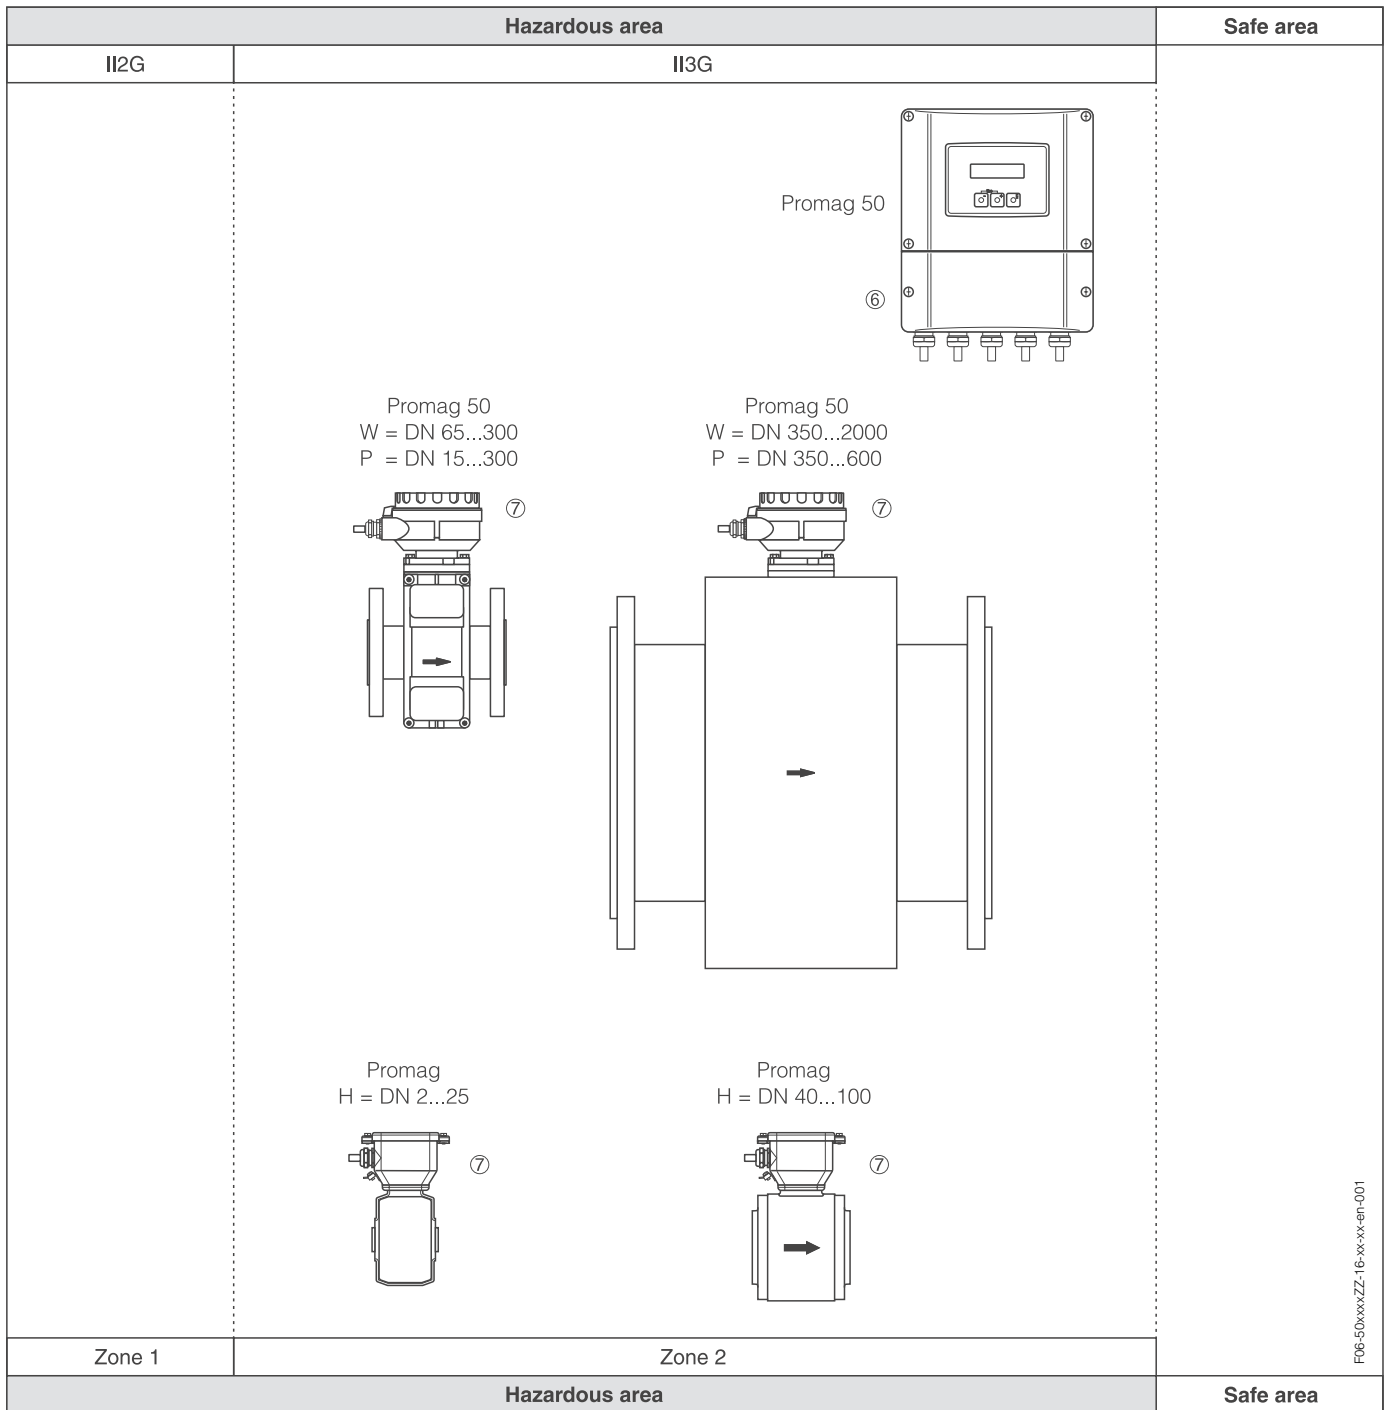 Hazardous area
Safe area
II2G
II3G
Promag 50
⑥
Promag 50
W = DN 65...300
P = DN 15...300
⑦
Promag 50
W = DN 350...2000
P = DN 350...600
⑦
Promag
H = DN 2...25
⑦
Promag
H = DN 40...100
⑦
F06-50xxxxZZ-16-xx-xx-en-001
Zone 1
Zone 2
Hazardous area
Safe area